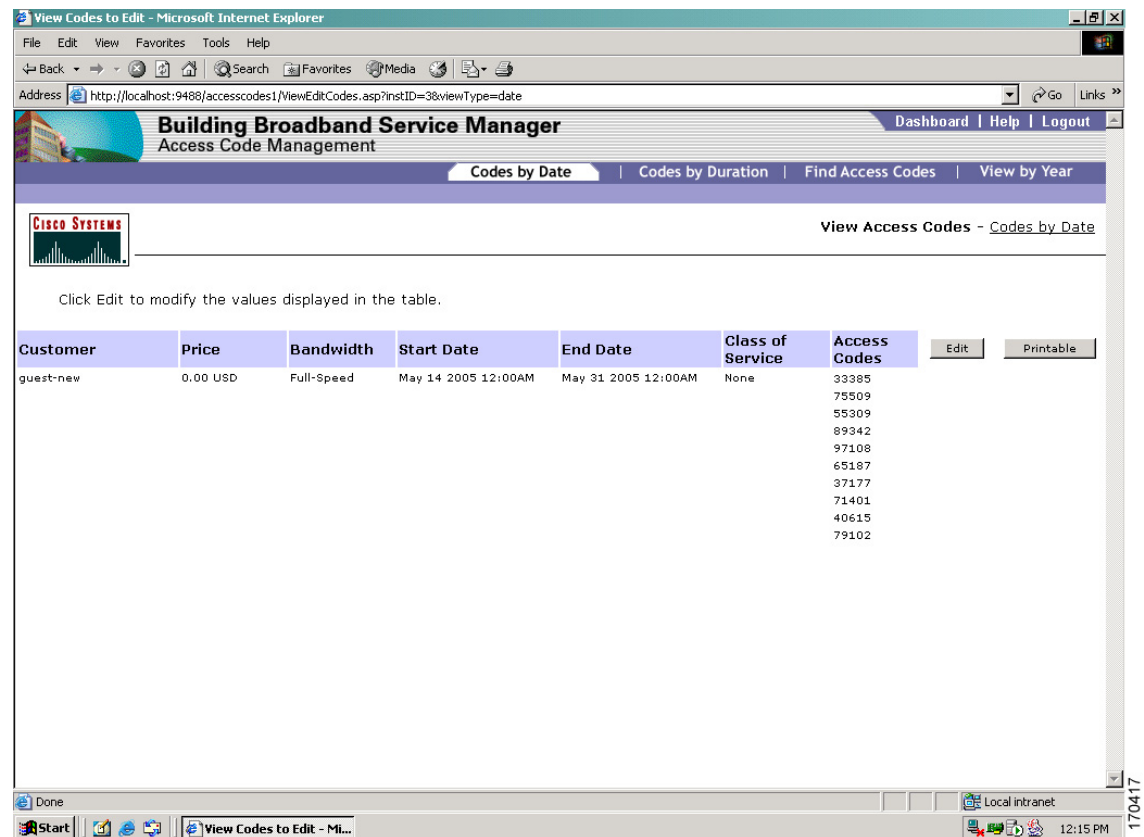 View Codes to Edit - Microsoft Internet Explorer
File Edit View Favorites Tools Help
Back Search Favorites Media
Address http://localhost:9488/accesscodes1/ViewEditCodes.asp?instID=3&viewType=date Go Links »
Building Broadband Service Manager
Dashboard | Help | Logout
Access Code Management
Codes by Date | Codes by Duration | Find Access Codes | View by Year
CISCO SYSTEMS
View Access Codes - Codes by Date
Click Edit to modify the values displayed in the table.
Customer Price Bandwidth Start Date End Date Class of Service Access Codes Edit Printable
guest-new 0.00 USD Full-Speed May 14 2005 12:00AM May 31 2005 12:00AM None 33385
75509
55309
89342
97108
65187
37177
71401
40615
79102
Done Local intranet
Start View Codes to Edit - Mi... 12:15 PM
170417